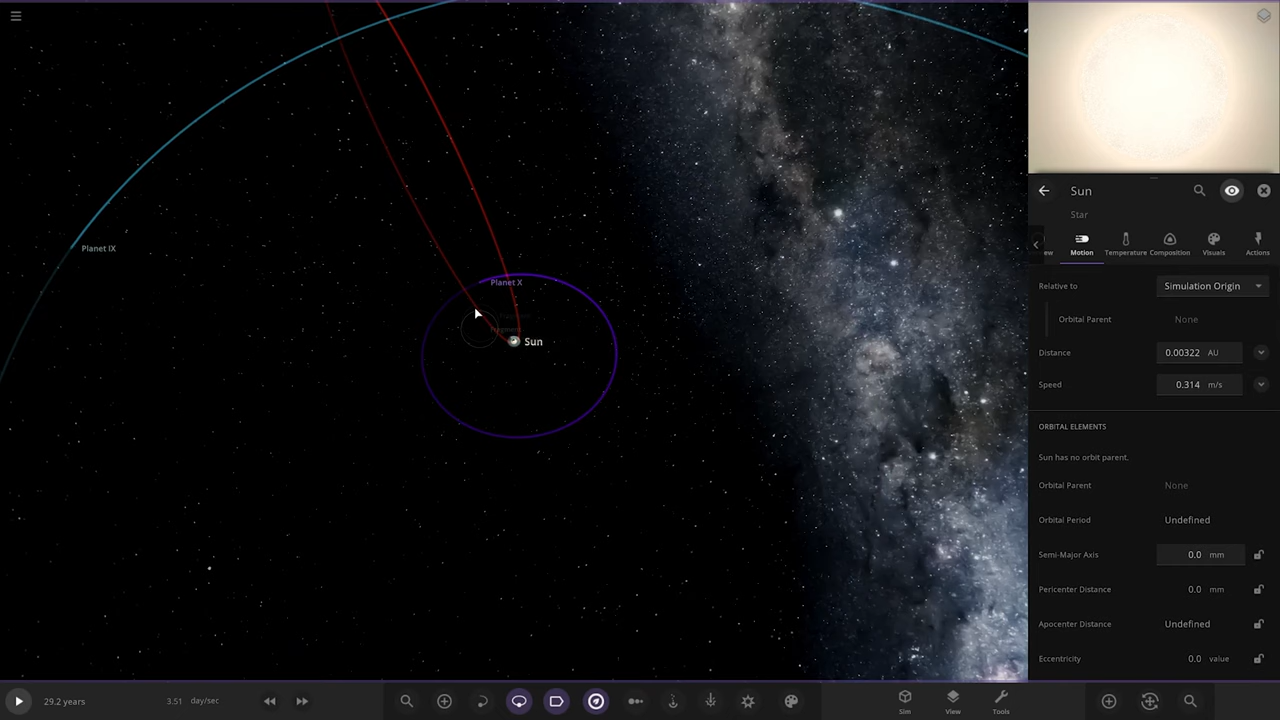 Planet IX
Planet X
Fragment
Sun
Sun
Star
Motion
Temperature
Composition
Visuals
Actions
Relative to
Simulation Origin
Orbital Parent
None
Distance
0.00322 AU
Speed
0.314 m/s
ORBITAL ELEMENTS
Sun has no orbit parent.
Orbital Parent
None
Orbital Period
Undefined
Semi-Major Axis
0.0 mm
Pericenter Distance
0.0 mm
Apocenter Distance
Undefined
Eccentricity
0.0 value
29.2 years
3.51 day/sec
Sim
View
Tools